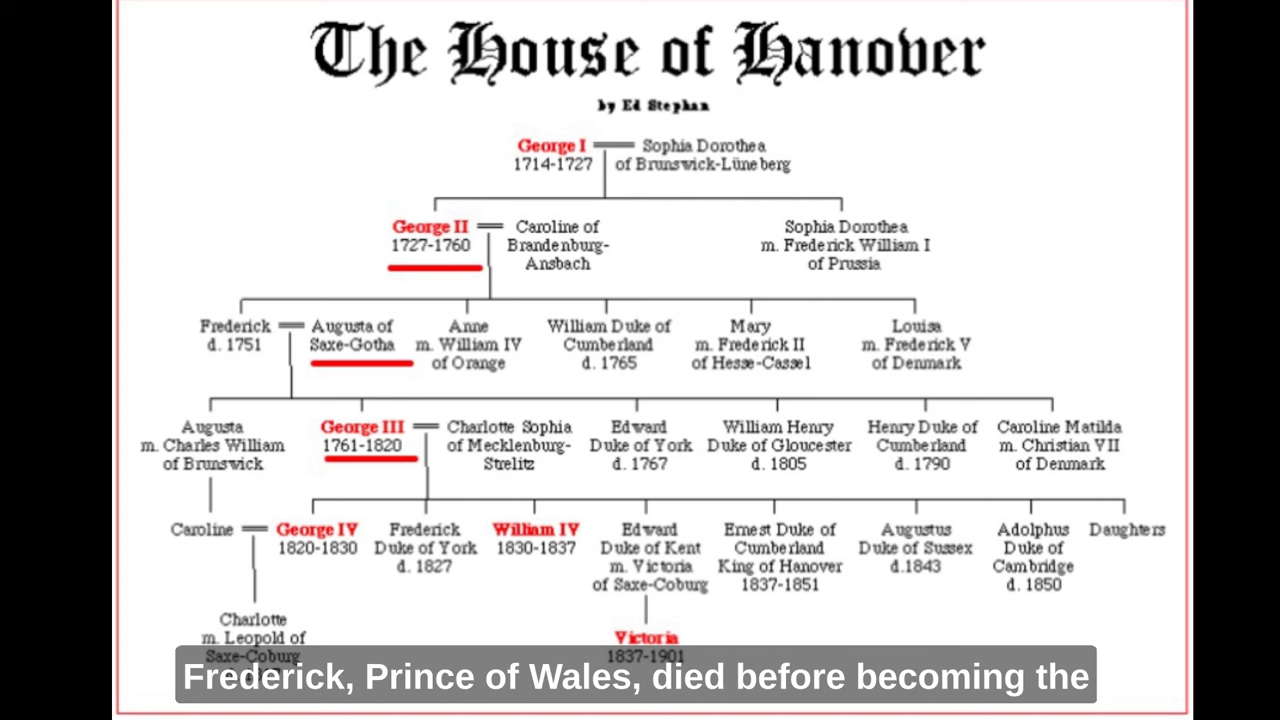 The House of Hanover
by Ed Stephan
George I
1714-1727
Sophia Dorothea
of Brunswick-Lüneberg
George II
1727-1760
Caroline of
Brandenburg-
Ansbach
Sophia Dorothea
m. Frederick William I
of Prussia
Frederick
d. 1751
Augusta of
Saxe-Gotha
Anne
m. William IV
of Orange
William Duke of
Cumberland
d. 1765
Mary
m. Frederick II
of Hesse-Cassel
Louisa
m. Frederick V
of Denmark
Augusta
m. Charles William
of Brunswick
George III
1761-1820
Charlotte Sophia
of Mecklenburg-
Strelitz
Edward
Duke of York
d. 1767
William Henry
Duke of Gloucester
d. 1805
Henry Duke of
Cumberland
d. 1790
Caroline Matilda
m. Christian VII
of Denmark
Caroline
George IV
1820-1830
Frederick
Duke of York
d. 1827
William IV
1830-1837
Edward
Duke of Kent
m. Victoria
of Saxe-Coburg
Ernest Duke of
Cumberland
King of Hanover
1837-1851
Augustus
Duke of Sussex
d.1843
Adolphus
Duke of
Cambridge
d. 1850
Daughters
Charlotte
m. Leopold of
Saxe-Coburg
Victoria
1837-1901
Frederick, Prince of Wales, died before becoming the